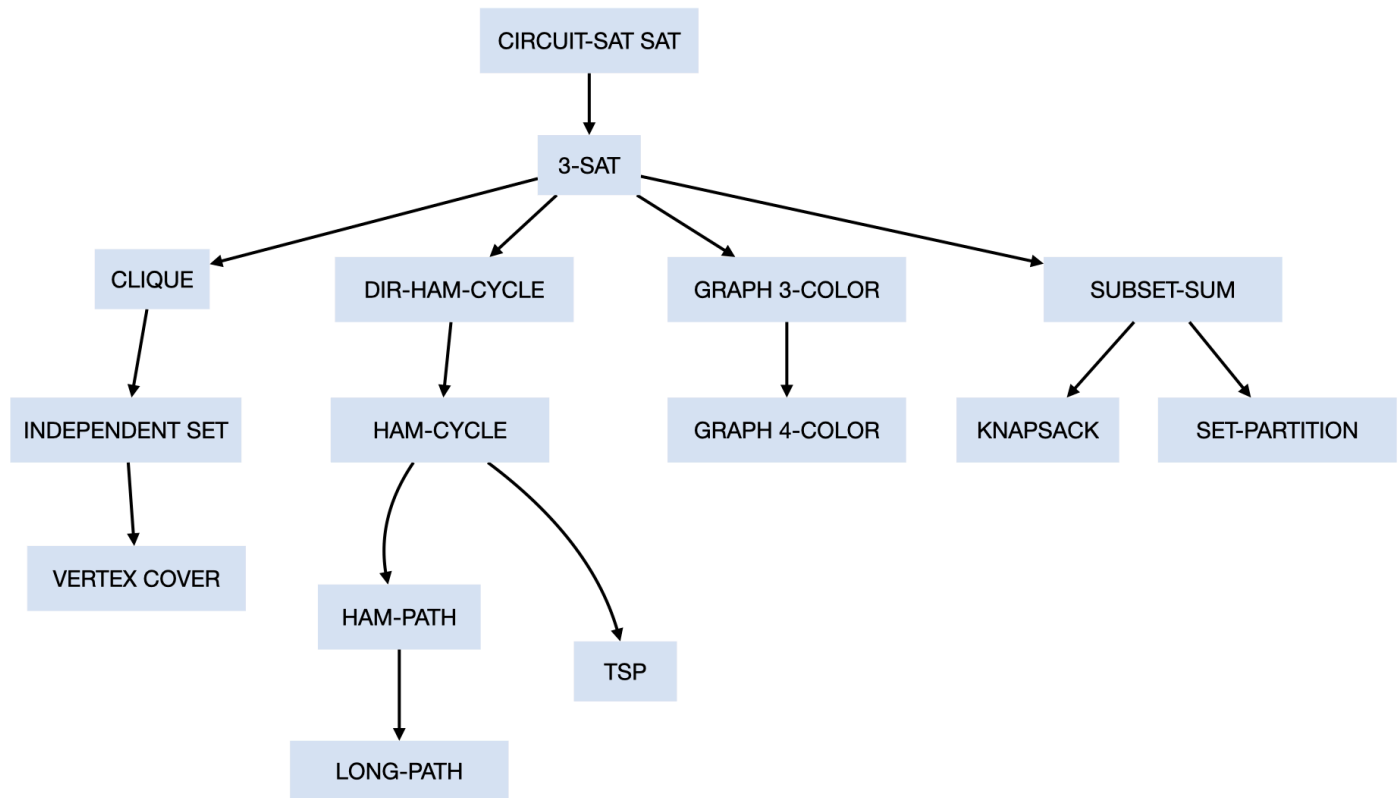 CIRCUIT-SAT SAT
3-SAT
CLIQUE
DIR-HAM-CYCLE
GRAPH 3-COLOR
SUBSET-SUM
INDEPENDENT SET
HAM-CYCLE
GRAPH 4-COLOR
KNAPSACK
SET-PARTITION
VERTEX COVER
HAM-PATH
TSP
LONG-PATH